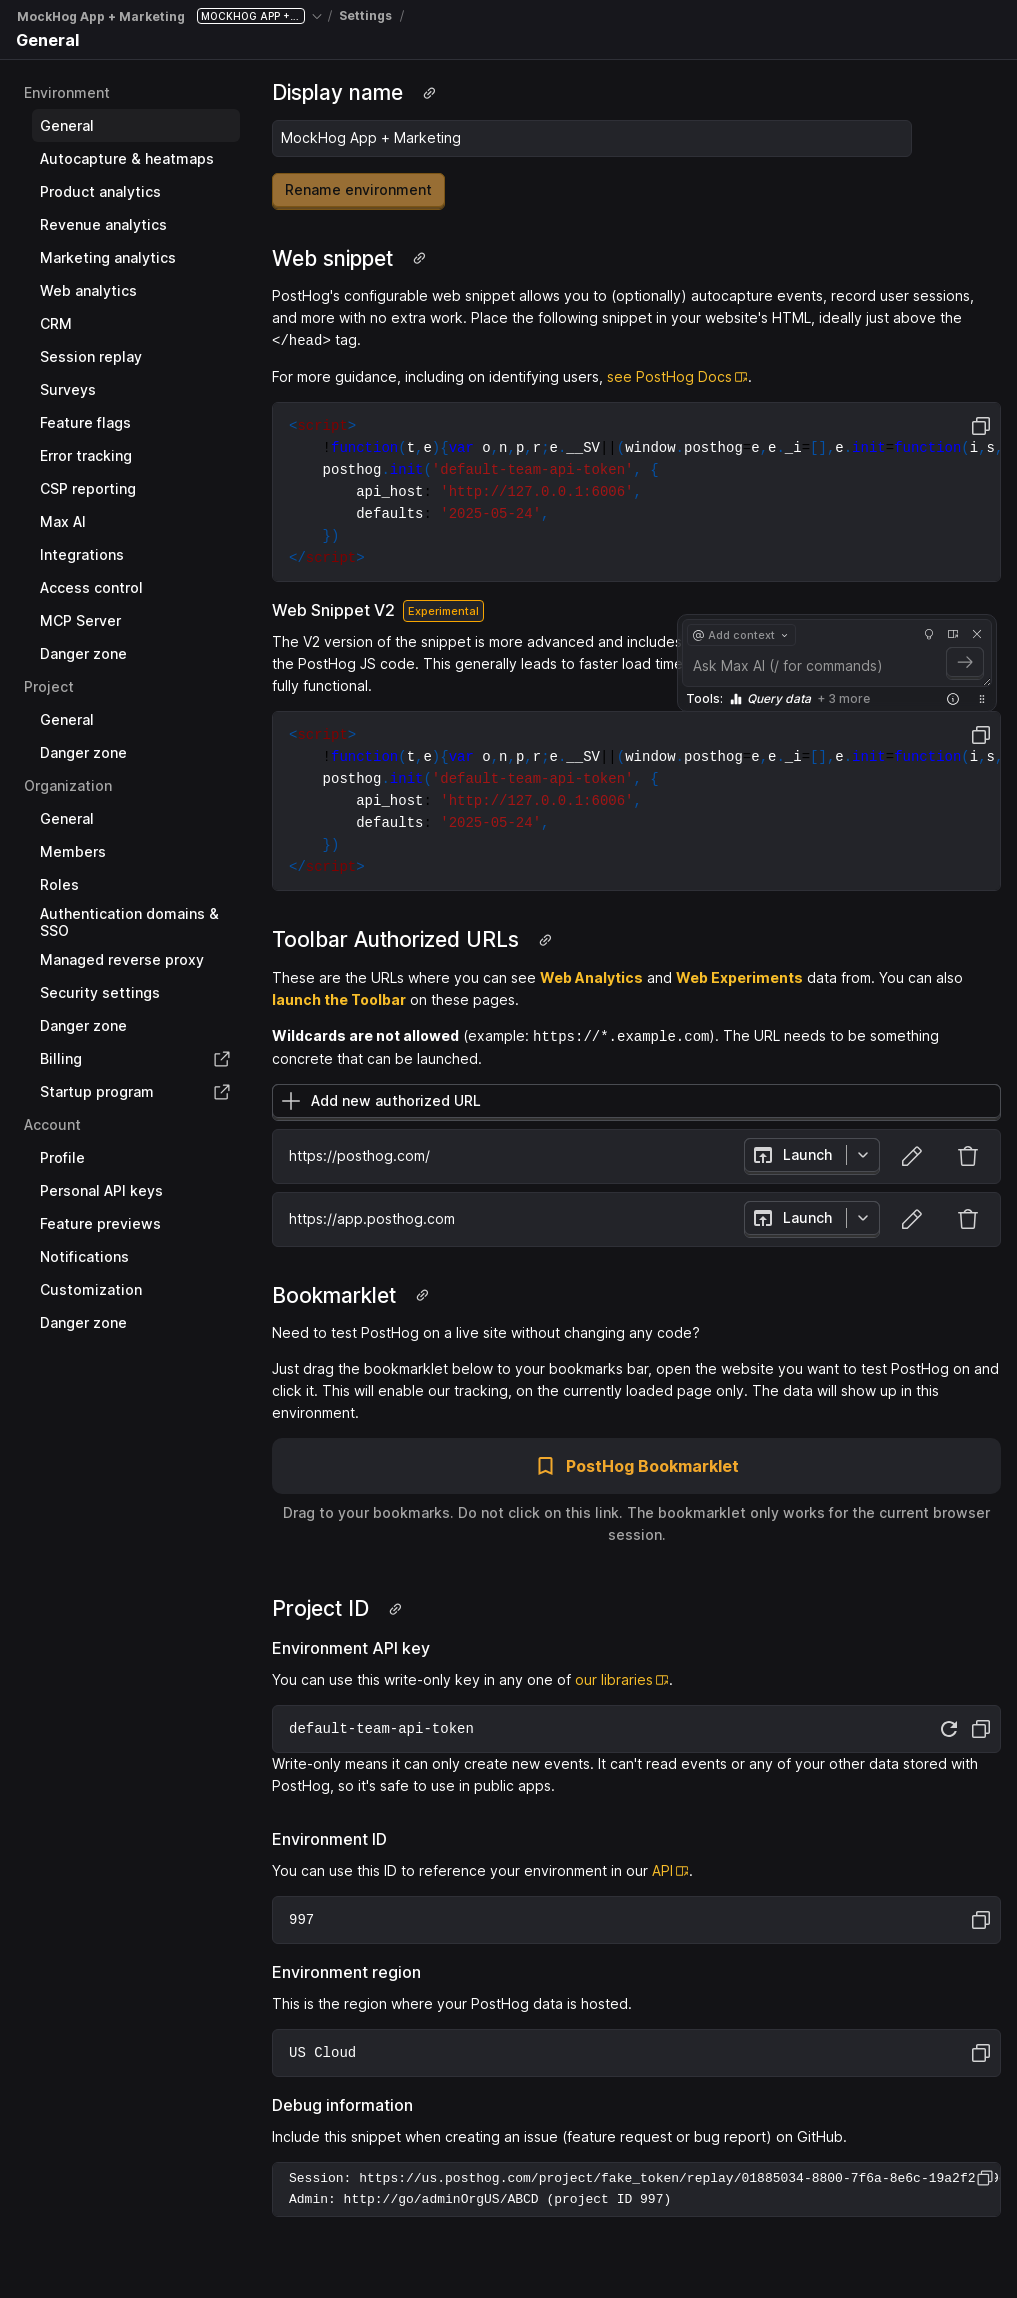 MockHog App + Marketing MOCKHOG APP +... / Settings /
General
Environment
General
Autocapture & heatmaps
Product analytics
Revenue analytics
Marketing analytics
Web analytics
CRM
Session replay
Surveys
Feature flags
Error tracking
CSP reporting
Max AI
Integrations
Access control
MCP Server
Danger zone
Project
General
Danger zone
Organization
General
Members
Roles
Authentication domains &
SSO
Managed reverse proxy
Security settings
Danger zone
Billing
Startup program
Account
Profile
Personal API keys
Feature previews
Notifications
Customization
Danger zone
Display name
MockHog App + Marketing
Rename environment
Web snippet
PostHog's configurable web snippet allows you to (optionally) autocapture events, record user sessions,
and more with no extra work. Place the following snippet in your website's HTML, ideally just above the
</head> tag.
For more guidance, including on identifying users, see PostHog Docs.
<script>
!function(t,e){var o,n,p,r;e.__SV||(window.posthog=e,e._i=[],e.init=function(i,s,
posthog.init('default-team-api-token', {
api_host: 'http://127.0.0.1:6006',
defaults: '2025-05-24',
})
</script>
Web Snippet V2 Experimental
The V2 version of the snippet is more advanced and includes
the PostHog JS code. This generally leads to faster load time
fully functional.
@ Add context
Ask Max AI (/ for commands)
Tools: Query data + 3 more
<script>
!function(t,e){var o,n,p,r;e.__SV||(window.posthog=e,e._i=[],e.init=function(i,s,
posthog.init('default-team-api-token', {
api_host: 'http://127.0.0.1:6006',
defaults: '2025-05-24',
})
</script>
Toolbar Authorized URLs
These are the URLs where you can see Web Analytics and Web Experiments data from. You can also
launch the Toolbar on these pages.
Wildcards are not allowed (example: https://*.example.com). The URL needs to be something
concrete that can be launched.
Add new authorized URL
https://posthog.com/ Launch
https://app.posthog.com Launch
Bookmarklet
Need to test PostHog on a live site without changing any code?
Just drag the bookmarklet below to your bookmarks bar, open the website you want to test PostHog on and
click it. This will enable our tracking, on the currently loaded page only. The data will show up in this
environment.
PostHog Bookmarklet
Drag to your bookmarks. Do not click on this link. The bookmarklet only works for the current browser
session.
Project ID
Environment API key
You can use this write-only key in any one of our libraries.
default-team-api-token
Write-only means it can only create new events. It can't read events or any of your other data stored with
PostHog, so it's safe to use in public apps.
Environment ID
You can use this ID to reference your environment in our API.
997
Environment region
This is the region where your PostHog data is hosted.
US Cloud
Debug information
Include this snippet when creating an issue (feature request or bug report) on GitHub.
Session: https://us.posthog.com/project/fake_token/replay/01885034-8800-7f6a-8e6c-19a2f2
Admin: http://go/adminOrgUS/ABCD (project ID 997)